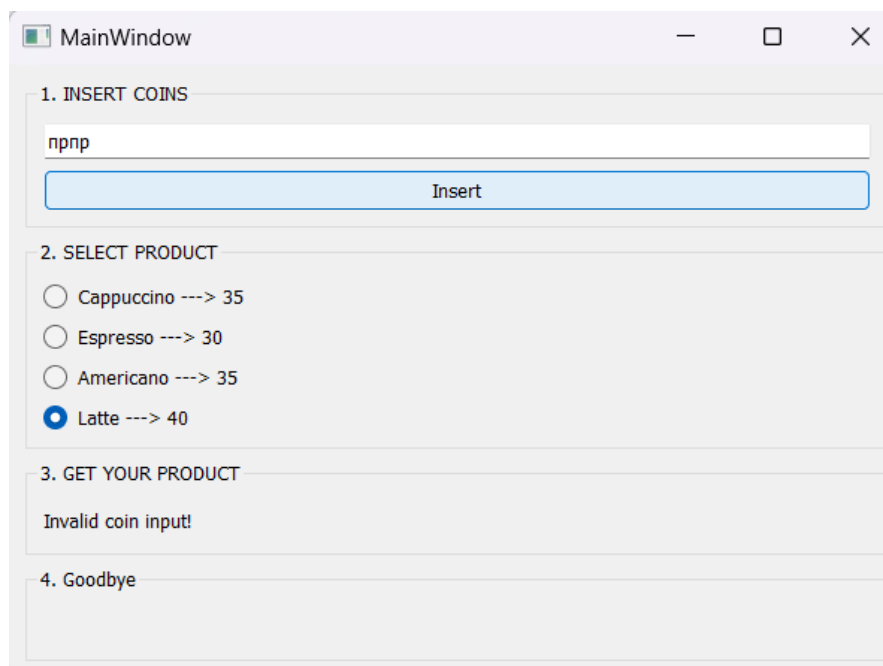 MainWindow
1. INSERT COINS
прпр
Insert
2. SELECT PRODUCT
Cappuccino ---> 35
Espresso ---> 30
Americano ---> 35
Latte ---> 40
3. GET YOUR PRODUCT
Invalid coin input!
4. Goodbye